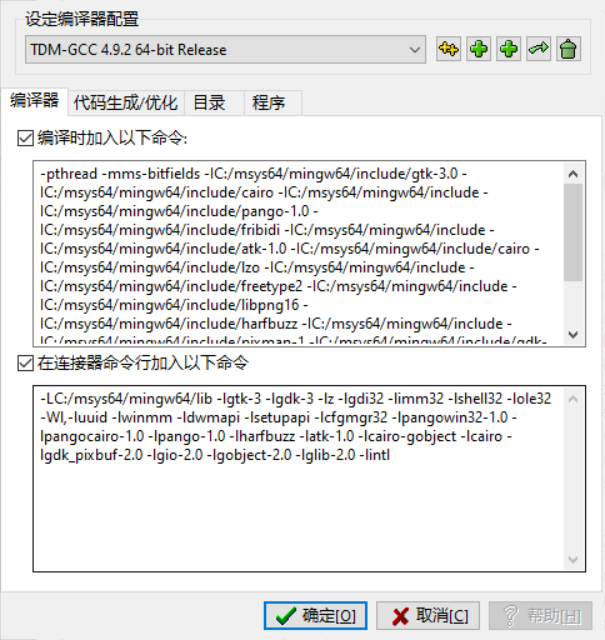 设定编译器配置
TDM-GCC 4.9.2 64-bit Release
编译器 代码生成/优化 目录 程序
编译时加入以下命令:
-pthread -mms-bitfields -IC:/msys64/mingw64/include/gtk-3.0 -
IC:/msys64/mingw64/include/cairo -IC:/msys64/mingw64/include -
IC:/msys64/mingw64/include/pango-1.0 -
IC:/msys64/mingw64/include/fribidi -IC:/msys64/mingw64/include -
IC:/msys64/mingw64/include/atk-1.0 -IC:/msys64/mingw64/include/cairo -
IC:/msys64/mingw64/include/lzo -IC:/msys64/mingw64/include -
IC:/msys64/mingw64/include/freetype2 -IC:/msys64/mingw64/include -
IC:/msys64/mingw64/include/libpng16 -
IC:/msys64/mingw64/include/harfbuzz -IC:/msys64/mingw64/include -
IC:/msys64/mingw64/include/pixman-1 -IC:/msys64/mingw64/include/gdk-
在连接器命令行加入以下命令
-LC:/msys64/mingw64/lib -lgtk-3 -lgdk-3 -lz -lgdi32 -limm32 -lshell32 -lole32
-Wl,-luuid -lwinmm -ldwmapi -lsetupapi -lcfgmgr32 -lpangowin32-1.0 -
lpangocairo-1.0 -lpango-1.0 -lharfbuzz -latk-1.0 -lcairo-gobject -lcairo -
lgdk_pixbuf-2.0 -lgio-2.0 -lgobject-2.0 -lglib-2.0 -lintl
确定[O] 取消[C] 帮助[H]